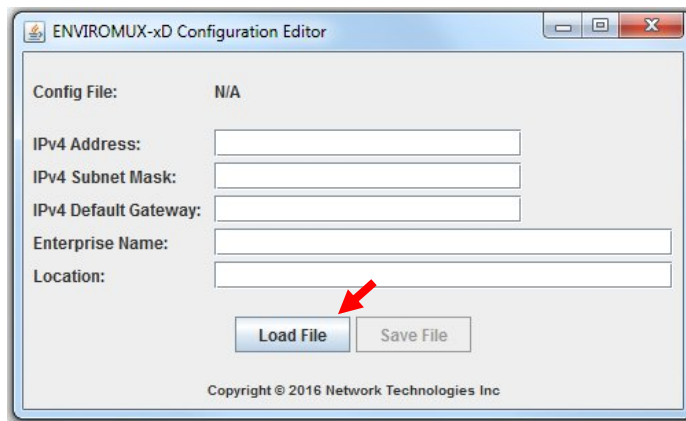 ENVIROMUX-xD Configuration Editor
Config File: N/A
IPv4 Address:
IPv4 Subnet Mask:
IPv4 Default Gateway:
Enterprise Name:
Location:
Load File Save File
Copyright © 2016 Network Technologies Inc